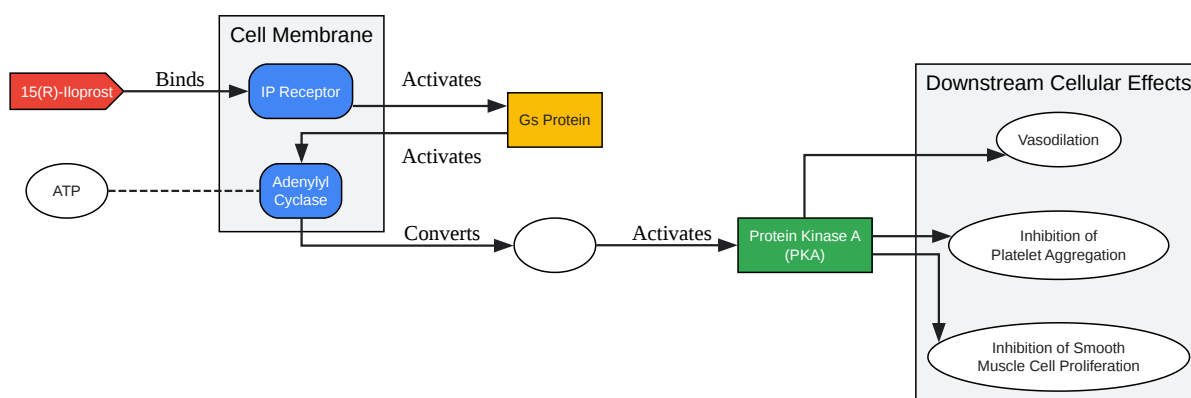 Cell Membrane
15(R)-Iloprost
Binds
IP Receptor
Activates
Gs Protein
Activates
ATP
Adenylyl
Cyclase
Converts
Activates
Protein Kinase A
(PKA)
Downstream Cellular Effects
Vasodilation
Inhibition of
Platelet Aggregation
Inhibition of Smooth
Muscle Cell Proliferation